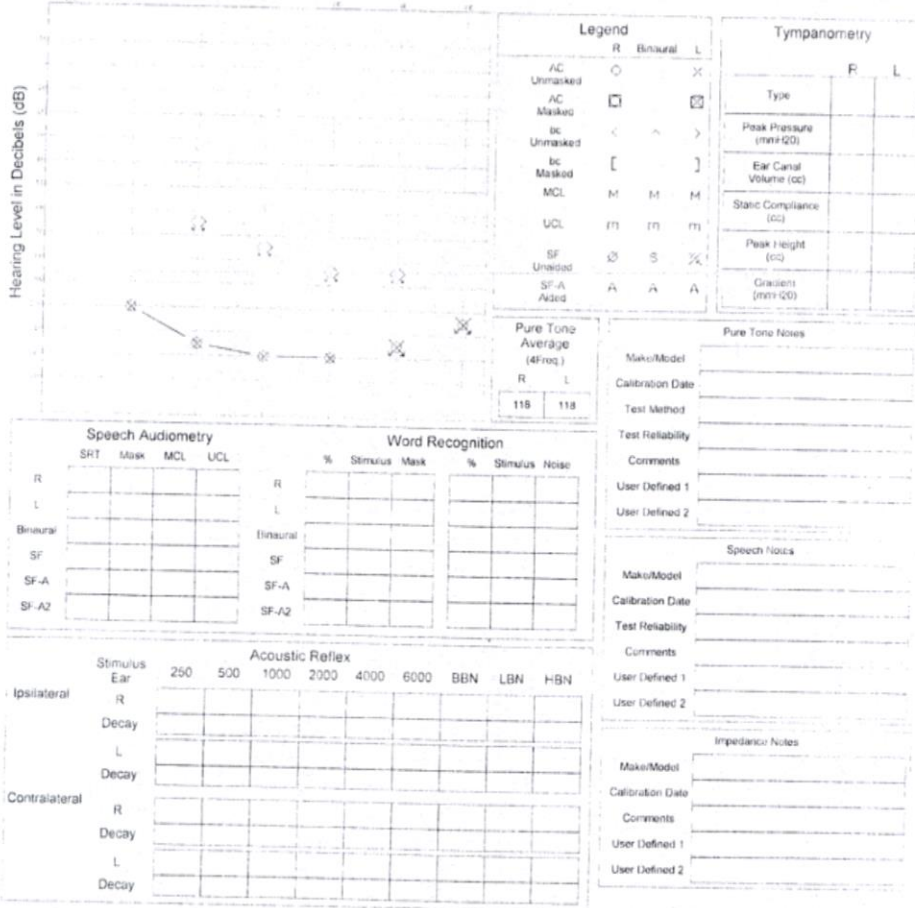 Hearing Level in Decibels (dB)
Legend
R Binaural L
AC Unmasked
AC Masked
bc Unmasked
bc Masked
MCL M M M
UCL m m m
SF Unaided Ø S
SF-A Aided A A A
Tympanometry
R L
Type
Peak Pressure (mmH20)
Ear Canal Volume (cc)
Static Compliance (cc)
Peak Height (cc)
Gradient (mmH20)
Pure Tone Average
(4Freq.)
R L
118 118
Pure Tone Notes
Make/Model
Calibration Date
Test Method
Test Reliability
Comments
User Defined 1
User Defined 2
Speech Audiometry
SRT Mask MCL UCL
R
L
Binaural
SF
SF-A
SF-A2
Word Recognition
% Stimulus Mask % Stimulus Noise
R
L
Binaural
SF
SF-A
SF-A2
Speech Notes
Make/Model
Calibration Date
Test Reliability
Comments
User Defined 1
User Defined 2
Acoustic Reflex
Stimulus Ear 250 500 1000 2000 4000 6000 BBN LBN HBN
Ipsilateral
R
Decay
L
Decay
Contralateral
R
Decay
L
Decay
Impedance Notes
Make/Model
Calibration Date
Comments
User Defined 1
User Defined 2